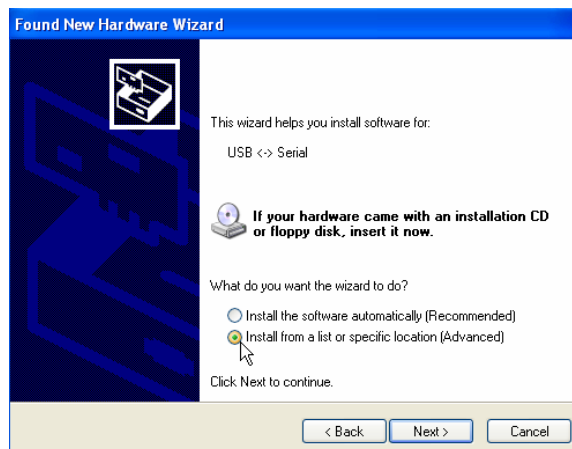 Found New Hardware Wizard
This wizard helps you install software for:
USB <-> Serial
If your hardware came with an installation CD
or floppy disk, insert it now.
What do you want the wizard to do?
Install the software automatically (Recommended)
Install from a list or specific location (Advanced)
Click Next to continue.
< Back Next > Cancel